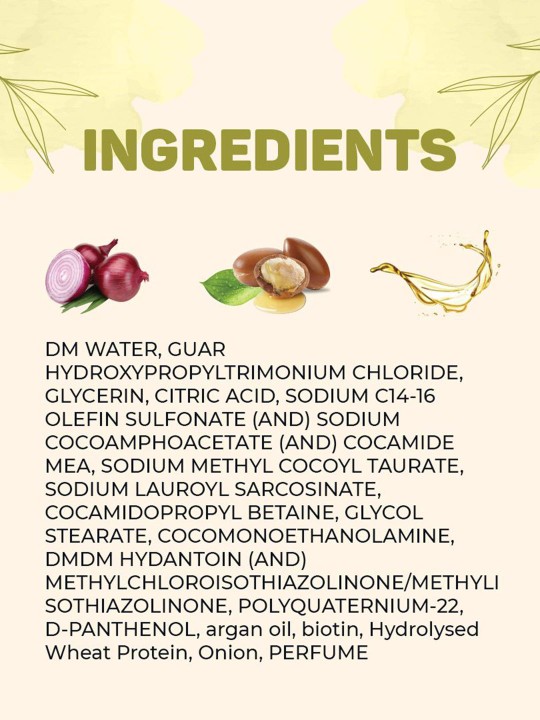 INGREDIENTS
DM WATER, GUAR
HYDROXYPROPYLTRIMONIUM CHLORIDE,
GLYCERIN, CITRIC ACID, SODIUM C14-16
OLEFIN SULFONATE (AND) SODIUM
COCOAMPHOACETATE (AND) COCAMIDE
MEA, SODIUM METHYL COCOYL TAURATE,
SODIUM LAUROYL SARCOSINATE,
COCAMIDOPROPYL BETAINE, GLYCOL
STEARATE, COCOMONOETHANOLAMINE,
DMDM HYDANTOIN (AND)
METHYLCHLOROISOTHIAZOLINONE/METHYLI
SOTHIAZOLINONE, POLYQUATERNIUM-22,
D-PANTHENOL, argan oil, biotin, Hydrolysed
Wheat Protein, Onion, PERFUME